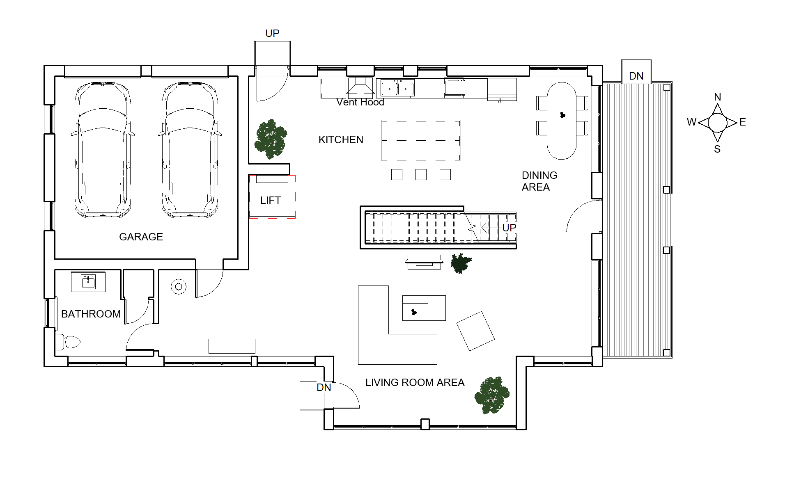 UP
DN
N
Vent Hood
W E
KITCHEN
S
DINING
AREA
LIFT
UP
GARAGE
BATHROOM
LIVING ROOM AREA
DN